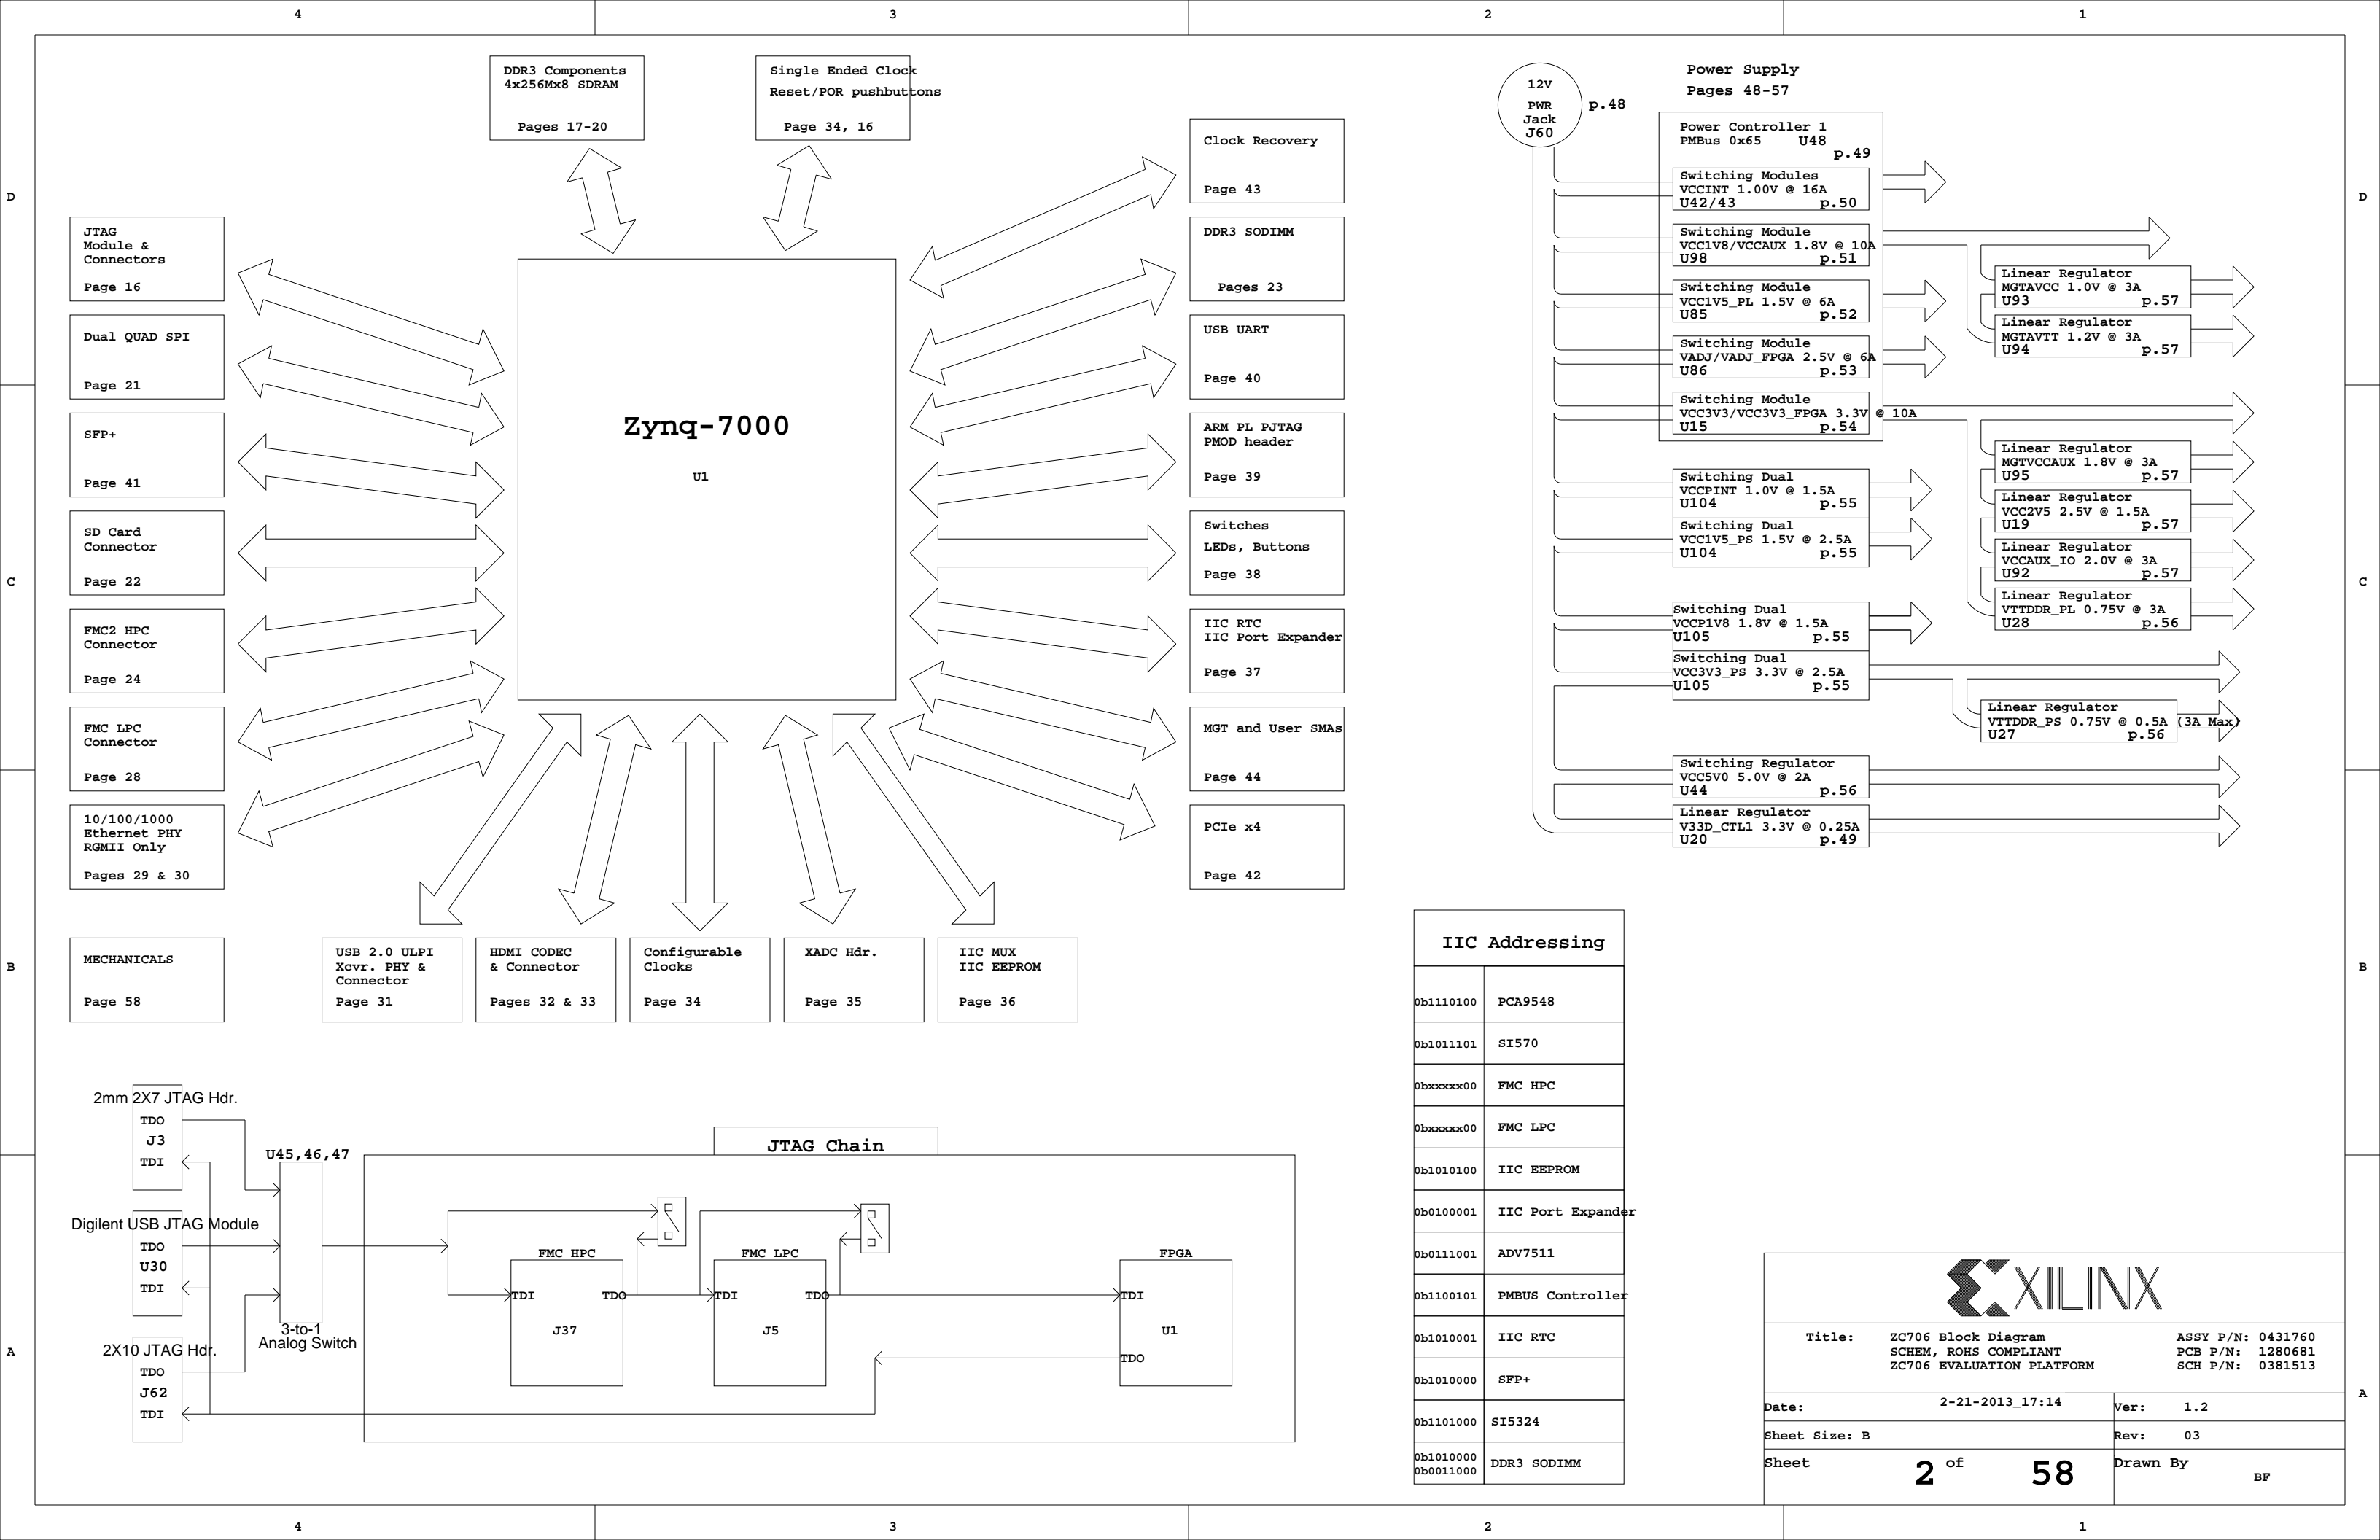 4 3 2 1
DDR3 Components
4x256Mx8 SDRAM
Pages 17-20
Single Ended Clock
Reset/POR pushbuttons
Page 34, 16
Clock Recovery
Page 43
DDR3 SODIMM
Pages 23
USB UART
Page 40
ARM PL PJTAG
PMOD header
Page 39
Switches
LEDs, Buttons
Page 38
IIC RTC
IIC Port Expander
Page 37
MGT and User SMAs
Page 44
PCIe x4
Page 42
D
C
B
A
JTAG
Module &
Connectors
Page 16
Dual QUAD SPI
Page 21
SFP+
Page 41
SD Card
Connector
Page 22
FMC2 HPC
Connector
Page 24
FMC LPC
Connector
Page 28
10/100/1000
Ethernet PHY
RGMII Only
Pages 29 & 30
MECHANICALS
Page 58
Zynq-7000
U1
USB 2.0 ULPI
Xcvr. PHY &
Connector
Page 31
HDMI CODEC
& Connector
Pages 32 & 33
Configurable
Clocks
Page 34
XADC Hdr.
Page 35
IIC MUX
IIC EEPROM
Page 36
12V
PWR
Jack
J60
p.48
Power Supply
Pages 48-57
Power Controller 1
PMBus 0x65 U48
p.49
Switching Modules
VCCINT 1.00V @ 16A
U42/43 p.50
Switching Module
VCC1V8/VCCAUX 1.8V @ 10A
U98 p.51
Switching Module
VCC1V5_PL 1.5V @ 6A
U85 p.52
Switching Module
VADJ/VADJ_FPGA 2.5V @ 6A
U86 p.53
Switching Module
VCC3V3/VCC3V3_FPGA 3.3V @ 10A
U15 p.54
Switching Dual
VCCPINT 1.0V @ 1.5A
U104 p.55
Switching Dual
VCC1V5_PS 1.5V @ 2.5A
U104 p.55
Switching Dual
VCCP1V8 1.8V @ 1.5A
U105 p.55
Switching Dual
VCC3V3_PS 3.3V @ 2.5A
U105 p.55
Switching Regulator
VCC5V0 5.0V @ 2A
U44 p.56
Linear Regulator
V33D_CTL1 3.3V @ 0.25A
U20 p.49
Linear Regulator
MGTAVCC 1.0V @ 3A
U93 p.57
Linear Regulator
MGTAVTT 1.2V @ 3A
U94 p.57
Linear Regulator
MGTVCCAUX 1.8V @ 3A
U95 p.57
Linear Regulator
VCC2V5 2.5V @ 1.5A
U19 p.57
Linear Regulator
VCCAUX_IO 2.0V @ 3A
U92 p.57
Linear Regulator
VTTDDR_PL 0.75V @ 3A
U28 p.56
Linear Regulator
VTTDDR_PS 0.75V @ 0.5A (3A Max)
U27 p.56
D
C
B
A
IIC Addressing
0b1110100 PCA9548
0b1011101 SI570
0bxxxxx00 FMC HPC
0bxxxxx00 FMC LPC
0b1010100 IIC EEPROM
0b0100001 IIC Port Expander
0b0111001 ADV7511
0b1100101 PMBUS Controller
0b1010001 IIC RTC
0b1010000 SFP+
0b1101000 SI5324
0b1010000
0b0011000 DDR3 SODIMM
2mm 2X7 JTAG Hdr.
TDO
J3
TDI
Digilent USB JTAG Module
TDO
U30
TDI
2X10 JTAG Hdr.
TDO
J62
TDI
U45,46,47
3-to-1
Analog Switch
JTAG Chain
FMC HPC
TDI TDO
J37
FMC LPC
TDI TDO
J5
FPGA
TDI
U1
TDO
XILINX
Title: ZC706 Block Diagram
SCHEM, ROHS COMPLIANT
ZC706 EVALUATION PLATFORM
ASSY P/N: 0431760
PCB P/N: 1280681
SCH P/N: 0381513
Date: 2-21-2013_17:14
Ver: 1.2
Sheet Size: B
Rev: 03
Sheet 2 of 58
Drawn By
BF
4 3 2 1